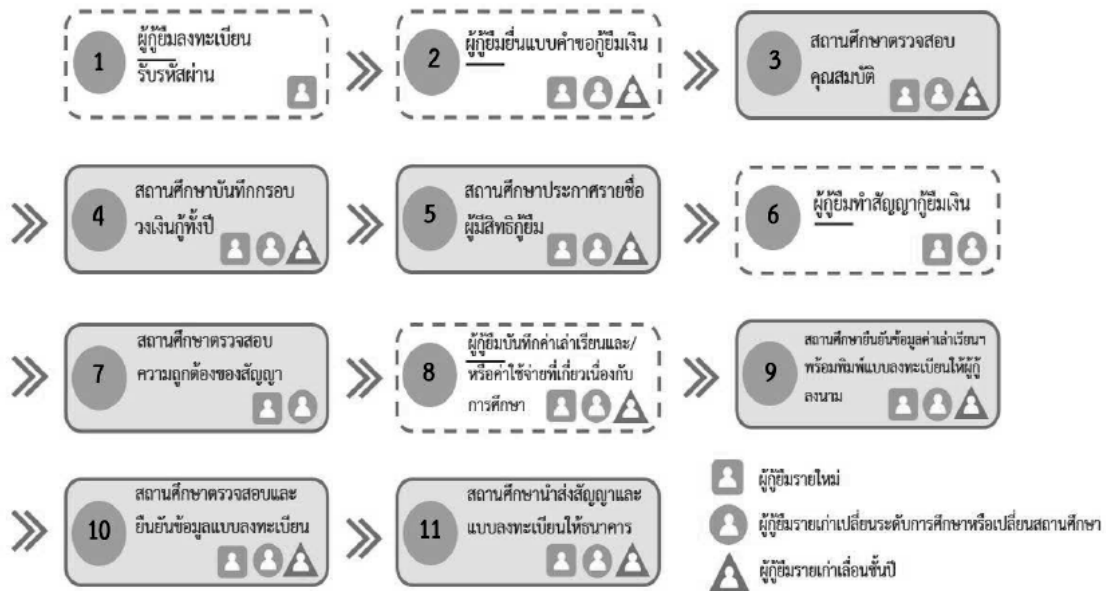 1
ผู้กู้ยืมลงทะเบียน
รับรหัสผ่าน
2
ผู้กู้ยืมยื่นแบบคำขอกู้ยืมเงิน
3
สถานศึกษาตรวจสอบ
คุณสมบัติ
4
สถานศึกษาบันทึกกรอบ
วงเงินกู้ทั้งปี
5
สถานศึกษาประกาศรายชื่อ
ผู้มีสิทธิกู้ยืม
6
ผู้กู้ยืมทำสัญญากู้ยืมเงิน
7
สถานศึกษาตรวจสอบ
ความถูกต้องของสัญญา
8
ผู้กู้ยืมบันทึกค่าเล่าเรียนและ/
หรือค่าใช้จ่ายที่เกี่ยวเนื่องกับ
การศึกษา
9
สถานศึกษายืนยันข้อมูลค่าเล่าเรียนฯ
พร้อมพิมพ์แบบลงทะเบียนให้ผู้กู้
ลงนาม
10
สถานศึกษาตรวจสอบและ
ยืนยันข้อมูลแบบลงทะเบียน
11
สถานศึกษานำส่งสัญญาและ
แบบลงทะเบียนให้ธนาคาร
ผู้กู้ยืมรายใหม่
ผู้กู้ยืมรายเก่าเปลี่ยนระดับการศึกษาหรือเปลี่ยนสถานศึกษา
ผู้กู้ยืมรายเก่าเลื่อนชั้นปี